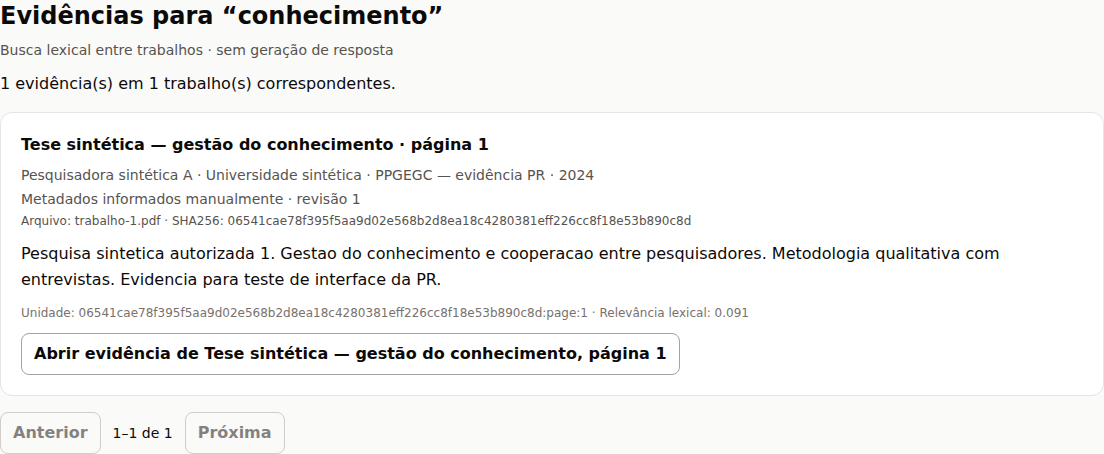 Evidências para “conhecimento”
Busca lexical entre trabalhos · sem geração de resposta
1 evidência(s) em 1 trabalho(s) correspondentes.
Tese sintética — gestão do conhecimento · página 1
Pesquisadora sintética A · Universidade sintética · PPGEGC — evidência PR · 2024
Metadados informados manualmente · revisão 1
Arquivo: trabalho-1.pdf · SHA256: 06541cae78f395f5aa9d02e568b2d8ea18c4280381eff226cc8f18e53b890c8d
Pesquisa sintetica autorizada 1. Gestao do conhecimento e cooperacao entre pesquisadores. Metodologia qualitativa com
entrevistas. Evidencia para teste de interface da PR.
Unidade: 06541cae78f395f5aa9d02e568b2d8ea18c4280381eff226cc8f18e53b890c8d:page:1 · Relevância lexical: 0.091
Abrir evidência de Tese sintética — gestão do conhecimento, página 1
Anterior 1–1 de 1 Próxima